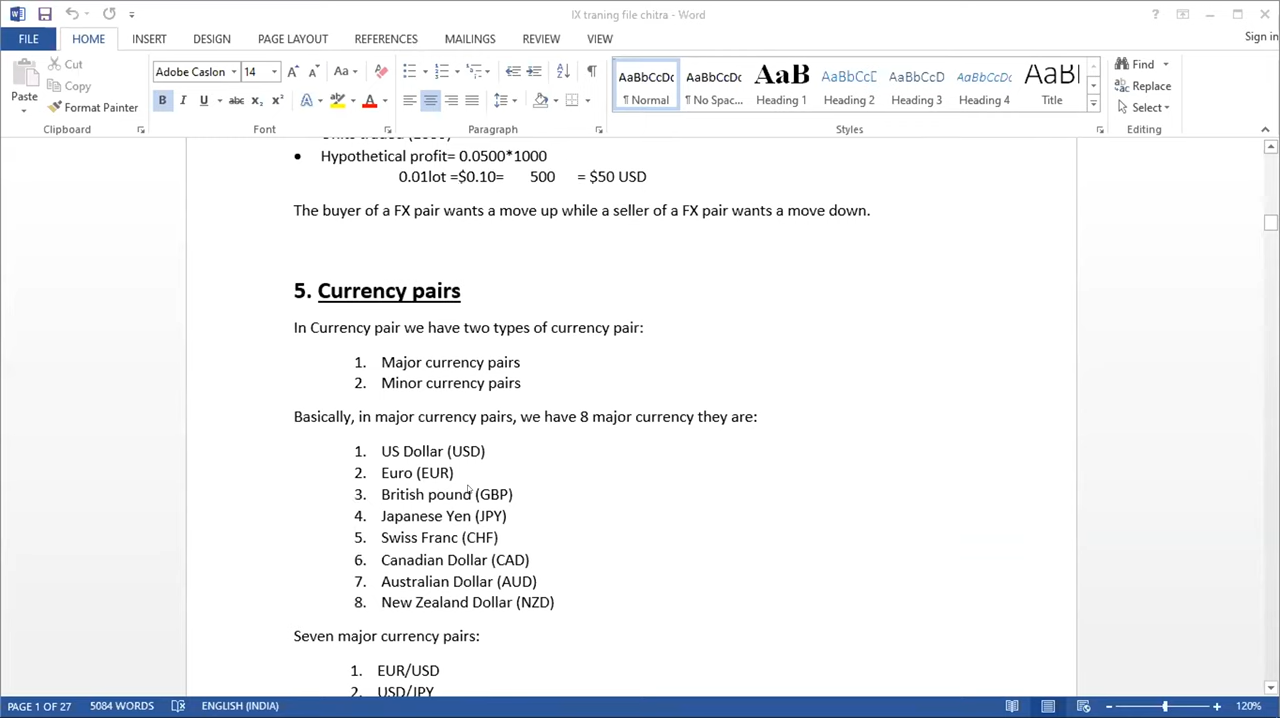 IX traning file chitra - Word
Sign in
FILE HOME INSERT DESIGN PAGE LAYOUT REFERENCES MAILINGS REVIEW VIEW
Paste
Cut
Copy
Format Painter
Clipboard
Adobe Caslon 14
Font
Paragraph
AaBbCcDc AaBbCcDc AaB AaBbCcD AaBbCcDc AaBbCcDc AaBl
¶ Normal ¶ No Spac... Heading 1 Heading 2 Heading 3 Heading 4 Title
Styles
Find
Replace
Select
Editing
• Hypothetical profit= 0.0500*1000
0.01lot =$0.10= 500 = $50 USD
The buyer of a FX pair wants a move up while a seller of a FX pair wants a move down.
5. Currency pairs
In Currency pair we have two types of currency pair:
1. Major currency pairs
2. Minor currency pairs
Basically, in major currency pairs, we have 8 major currency they are:
1. US Dollar (USD)
2. Euro (EUR)
3. British pound (GBP)
4. Japanese Yen (JPY)
5. Swiss Franc (CHF)
6. Canadian Dollar (CAD)
7. Australian Dollar (AUD)
8. New Zealand Dollar (NZD)
Seven major currency pairs:
1. EUR/USD
2. USD/JPY
PAGE 1 OF 27 5084 WORDS ENGLISH (INDIA) 120%